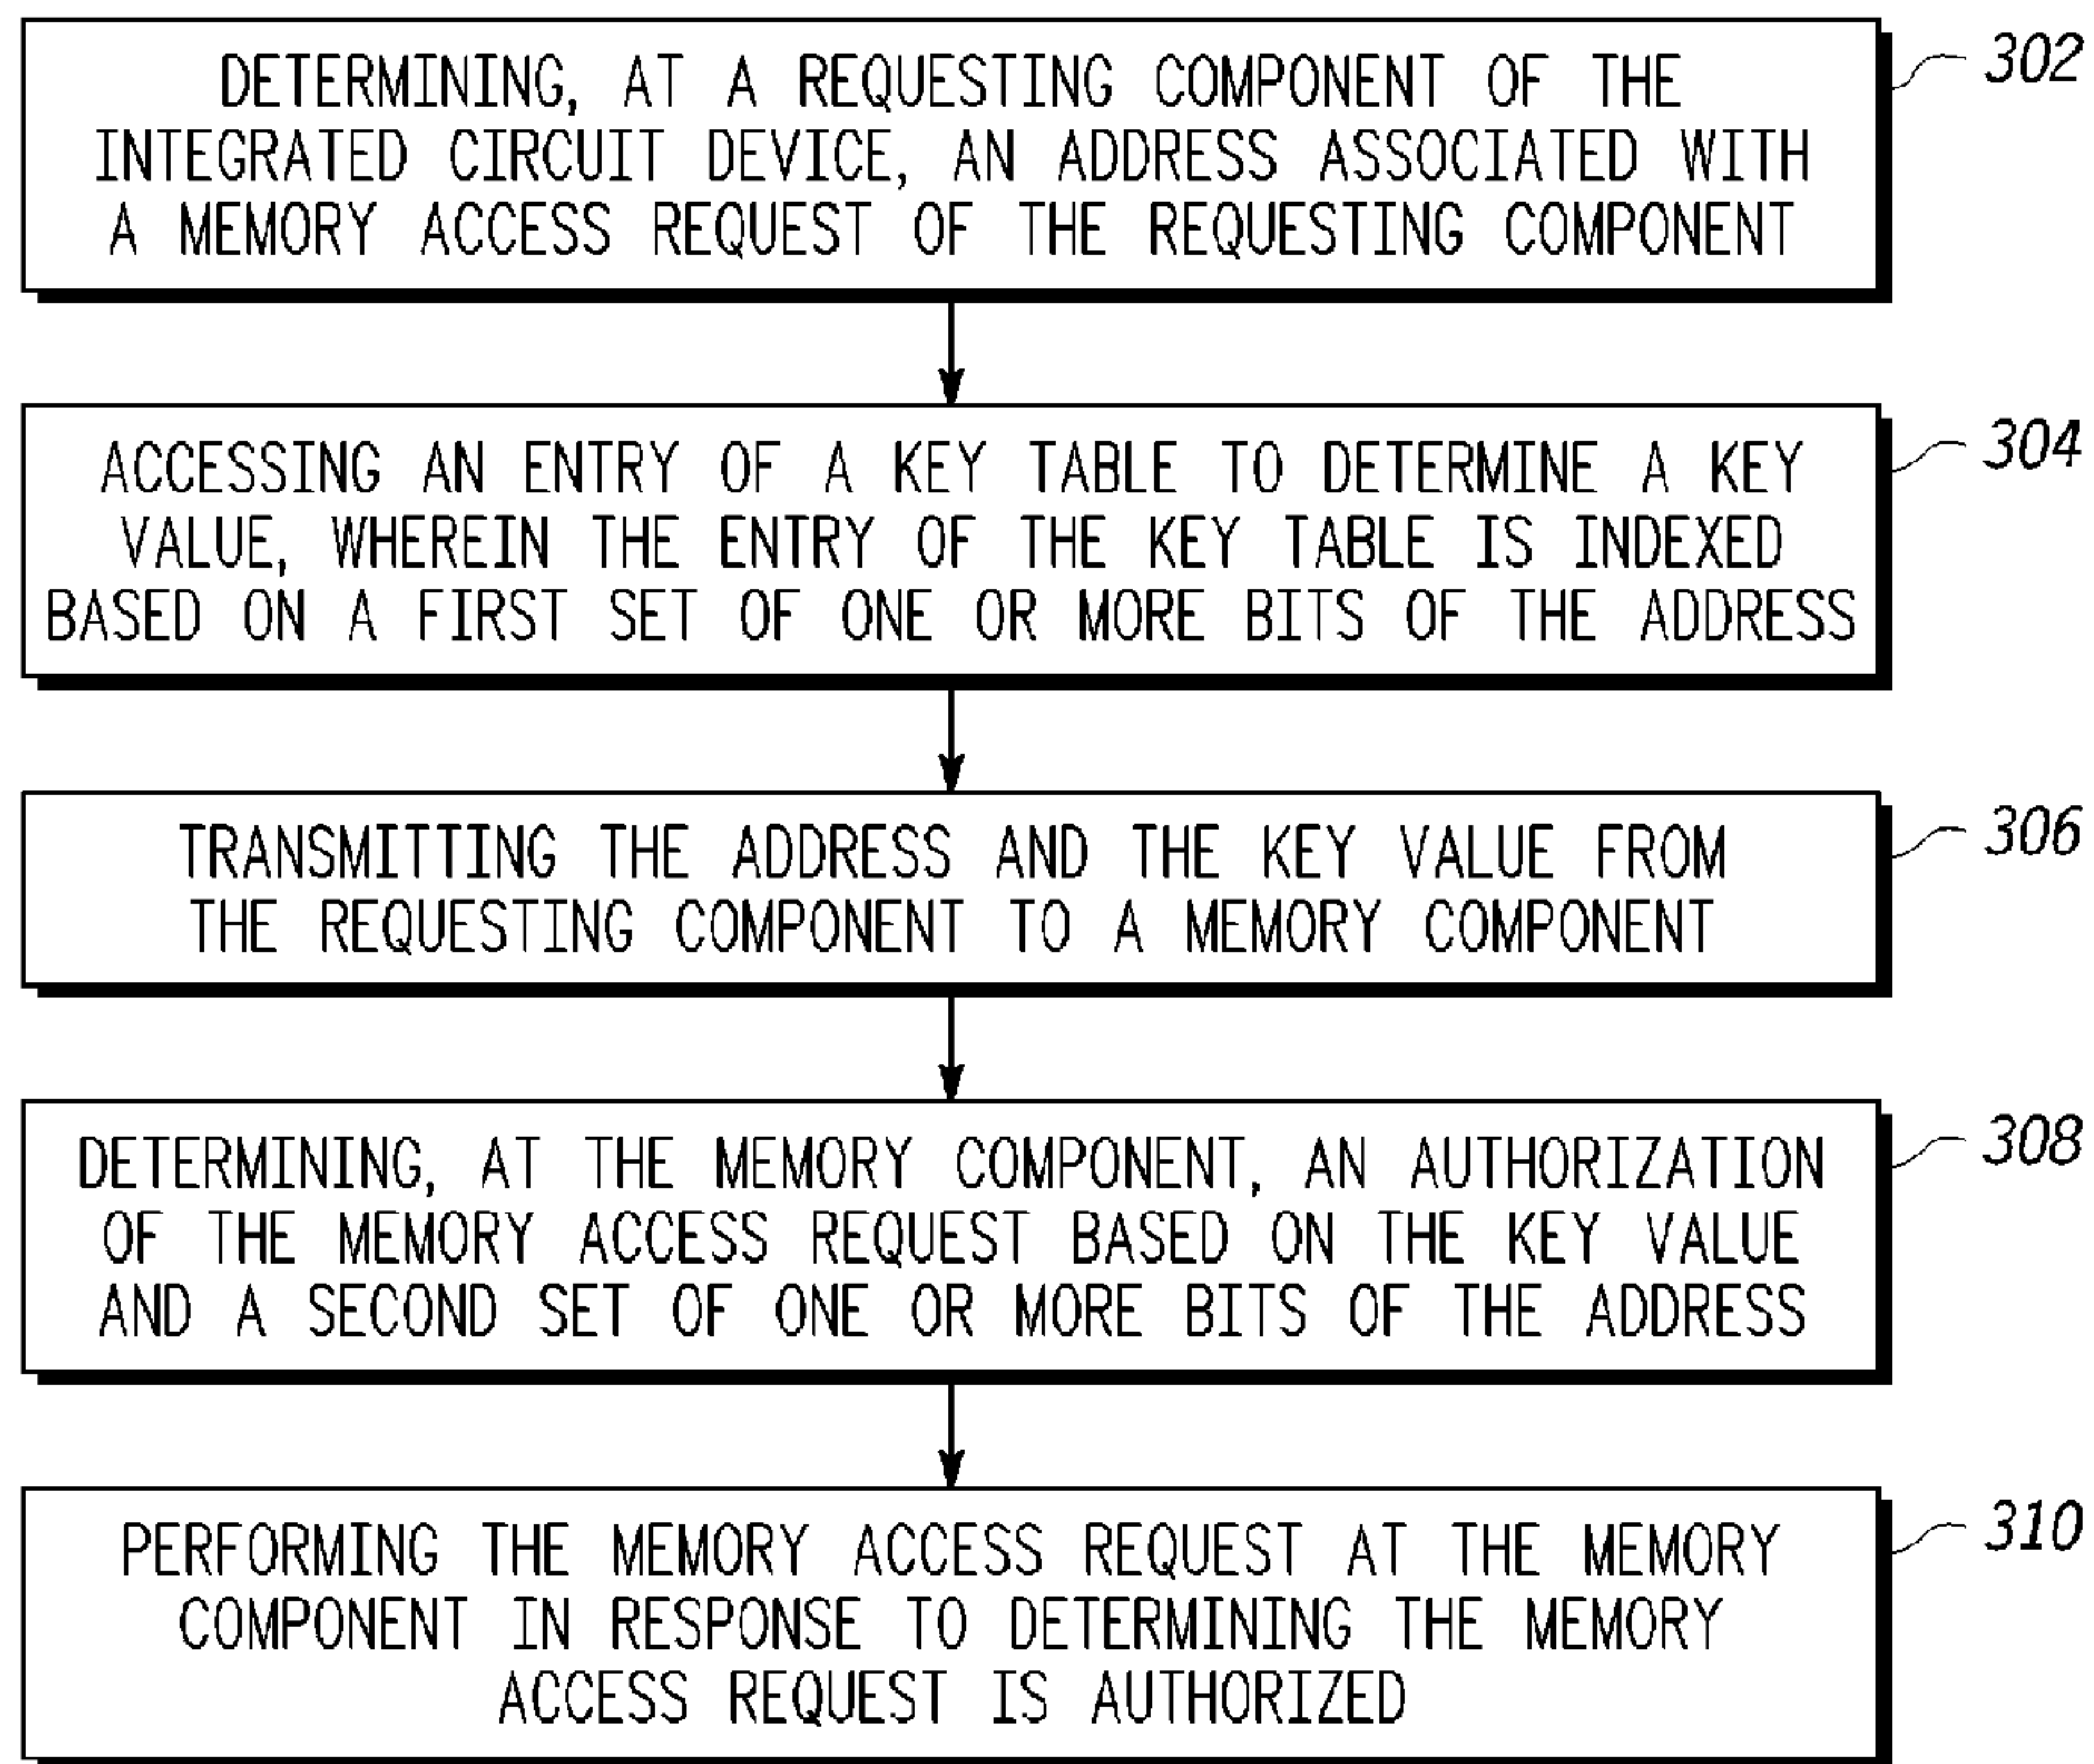 DETERMINING, AT A REQUESTING COMPONENT OF THE
INTEGRATED CIRCUIT DEVICE, AN ADDRESS ASSOCIATED WITH
A MEMORY ACCESS REQUEST OF THE REQUESTING COMPONENT
302
ACCESSING AN ENTRY OF A KEY TABLE TO DETERMINE A KEY
VALUE, WHEREIN THE ENTRY OF THE KEY TABLE IS INDEXED
BASED ON A FIRST SET OF ONE OR MORE BITS OF THE ADDRESS
304
TRANSMITTING THE ADDRESS AND THE KEY VALUE FROM
THE REQUESTING COMPONENT TO A MEMORY COMPONENT
306
DETERMINING, AT THE MEMORY COMPONENT, AN AUTHORIZATION
OF THE MEMORY ACCESS REQUEST BASED ON THE KEY VALUE
AND A SECOND SET OF ONE OR MORE BITS OF THE ADDRESS
308
PERFORMING THE MEMORY ACCESS REQUEST AT THE MEMORY
COMPONENT IN RESPONSE TO DETERMINING THE MEMORY
ACCESS REQUEST IS AUTHORIZED
310